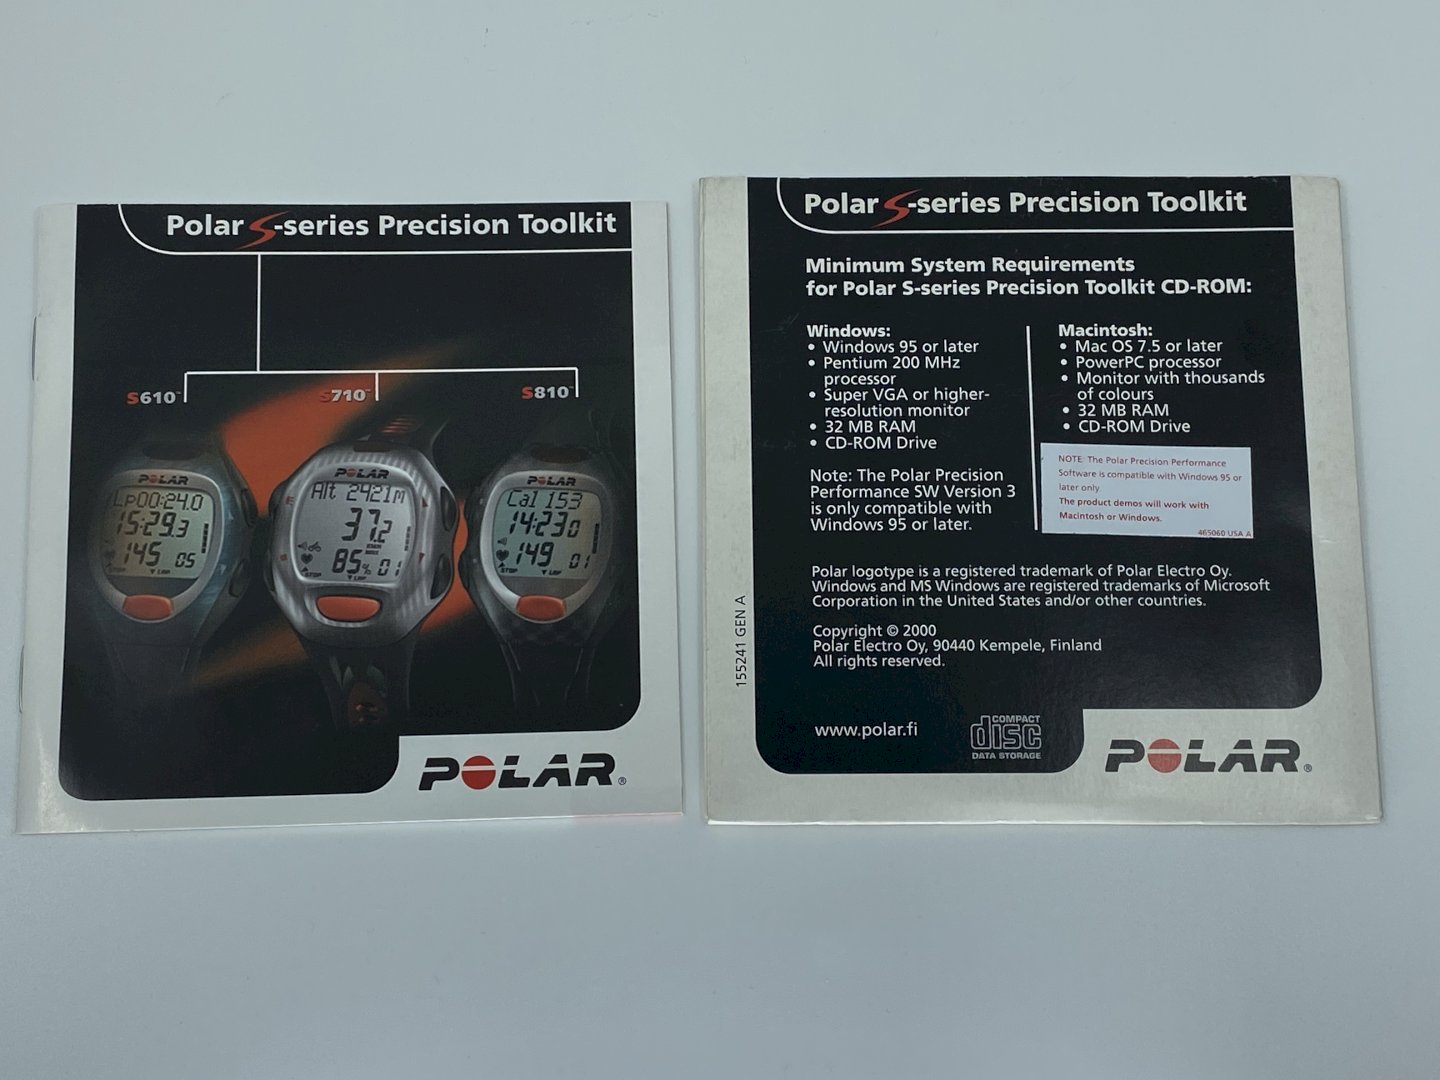 Polar S-series Precision Toolkit
S610™
S710™
S810™
POLAR
Lp00:24.0
15:29.3
145 05
STOP
LAP
POLAR
Alt 2421m
37.2
85% 01
STOP
LAP
POLAR
Cal 153
14:23.0
149 01
STOP
LAP
POLAR®
Polar S-series Precision Toolkit
Minimum System Requirements
for Polar S-series Precision Toolkit CD-ROM:
Windows:
• Windows 95 or later
• Pentium 200 MHz
processor
• Super VGA or higher-
resolution monitor
• 32 MB RAM
• CD-ROM Drive
Note: The Polar Precision
Performance SW Version 3
is only compatible with
Windows 95 or later.
Macintosh:
• Mac OS 7.5 or later
• PowerPC processor
• Monitor with thousands
of colours
• 32 MB RAM
• CD-ROM Drive
NOTE: The Polar Precision Performance
Software is compatible with Windows 95 or
later only.
The product demos will work with
Macintosh or Windows.
465060 USA A
Polar logotype is a registered trademark of Polar Electro Oy.
Windows and MS Windows are registered trademarks of Microsoft
Corporation in the United States and/or other countries.
Copyright © 2000
Polar Electro Oy, 90440 Kempele, Finland
All rights reserved.
155241 GEN A
www.polar.fi
COMPACT
disc
DATA STORAGE
POLAR®